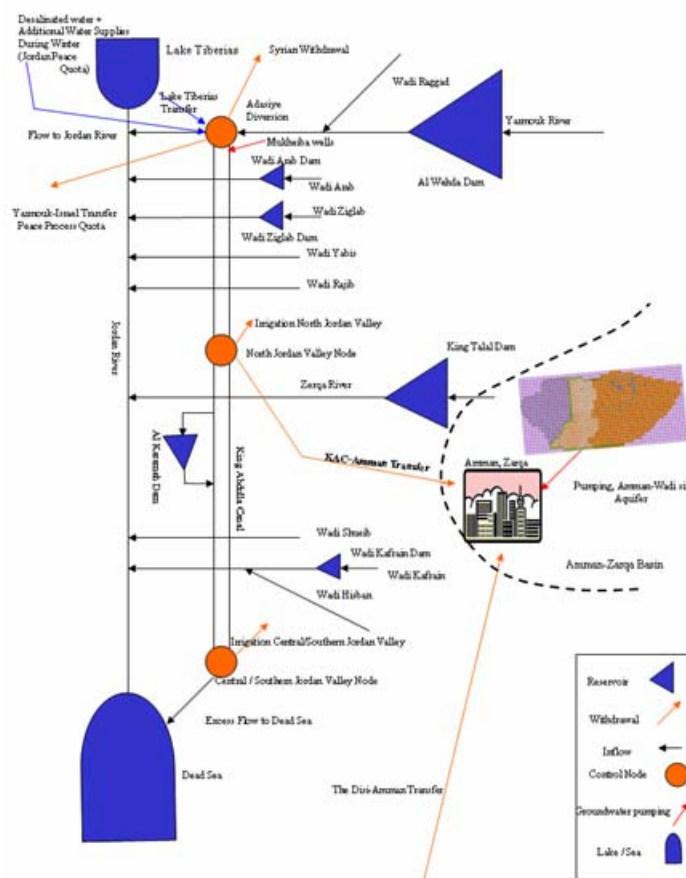 Desalinated water +
Additional Water Supplies
During Winter
(Jordan Peace
Quota)
Lake Tiberias
Syrian Withdrawal
Wadi Raggad
Lake Tiberias
Transfer
Adasiye
Diversion
Yarmouk River
Flow to Jordan River
Mukheiba wells
Al Wehda Dam
Wadi Arab Dam
Wadi Arab
Yarmouk-Israel Transfer
Peace Process Quota
Wadi Ziglab
Wadi Ziglab Dam
Wadi Yabis
Wadi Rajib
Jordan River
Irrigation North Jordan Valley
North Jordan Valley Node
King Talal Dam
Zerqa River
Al Karameh Dam
King Abdulla Canal
KAC-Amman Transfer
Amman, Zarqa
Pumping, Amman-Wadi si
Aquifer
Wadi Shueib
Wadi Kafrain Dam
Wadi Kafrain
Amman-Zarqa Basin
Wadi Hisban
Irrigation Central/Southern Jordan Valley
Central / Southern Jordan Valley Node
Excess Flow to Dead Sea
Dead Sea
The Disi-Amman Transfer
Reservoir
Withdrawal
Inflow
Control Node
Groundwater pumping
Lake / Sea